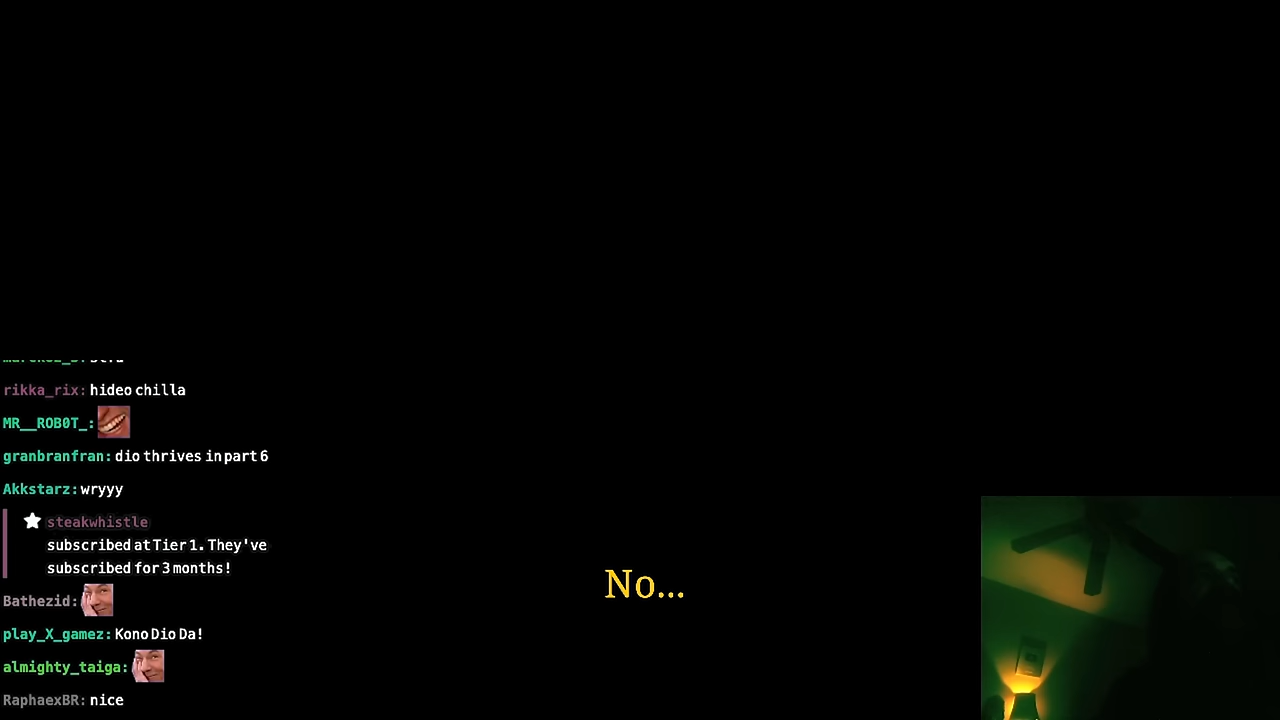 rikka_rix: hideo chilla
MR__ROB0T_:
granbranfran: dio thrives in part 6
Akkstarz: wryyy
steakwhistle
subscribed at Tier 1. They've
subscribed for 3 months!
Bathezid:
No...
play_X_gamez: Kono Dio Da!
almighty_taiga:
RaphaexBR: nice